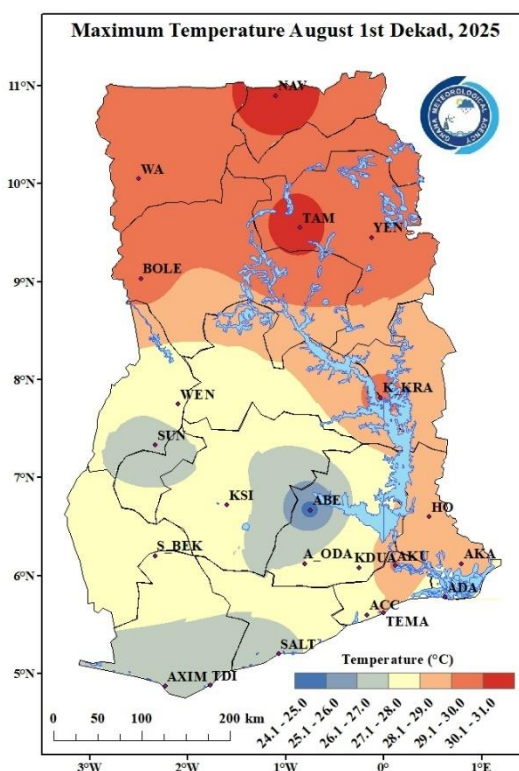 Maximum Temperature August 1st Dekad, 2025
11°N
NAV
GHANA METEOROLOGICAL AGENCY
10°N
WA
TAM
YEN
BOLE
9°N
8°N
K_KRA
WEN
SUN
7°N
KSI
ABE
HO
S_BEK
A_ODA
KDUA
AKU
AKA
6°N
ADA
ACC
TEMA
SALT
5°N
AXIM
TDI
Temperature (°C)
24.1 - 25.0
25.1 - 26.0
26.1 - 27.0
27.1 - 28.0
28.1 - 29.0
29.1 - 30.0
30.1 - 31.0
0 50 100 200 km
3°W 2°W 1°W 0°